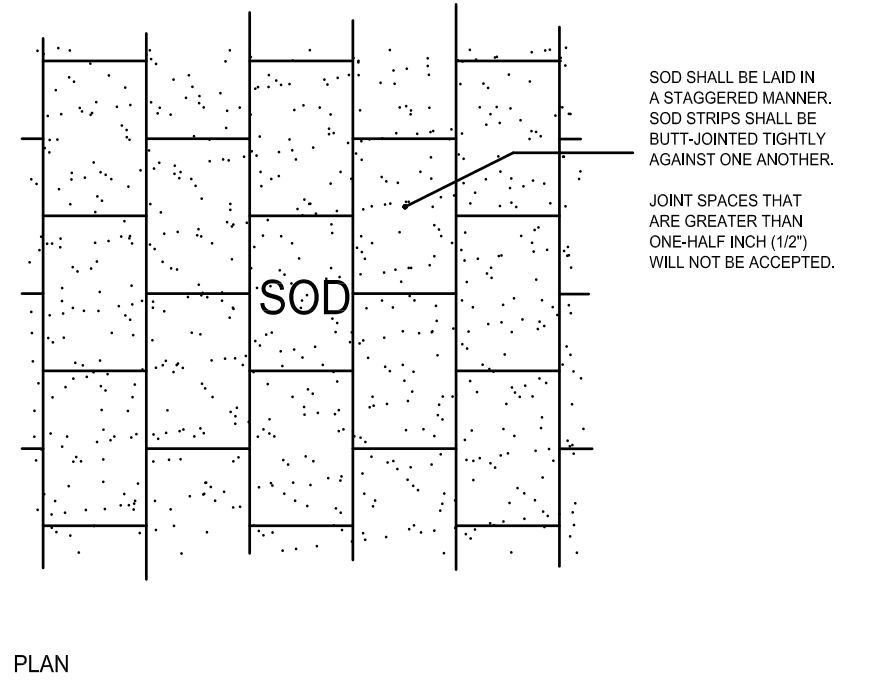 SOD SHALL BE LAID IN
A STAGGERED MANNER.
SOD STRIPS SHALL BE
BUTT-JOINTED TIGHTLY
AGAINST ONE ANOTHER.
JOINT SPACES THAT
ARE GREATER THAN
ONE-HALF INCH (1/2")
WILL NOT BE ACCEPTED.
SOD
PLAN